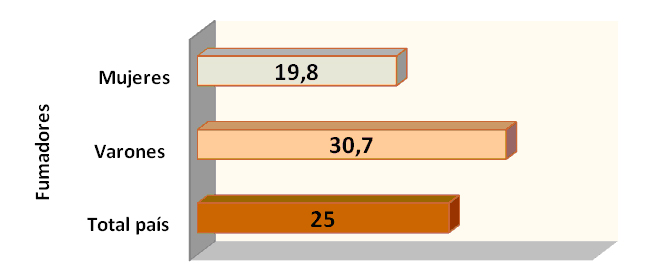 Fumadores
Mujeres
19,8
Varones
30,7
Total país
25